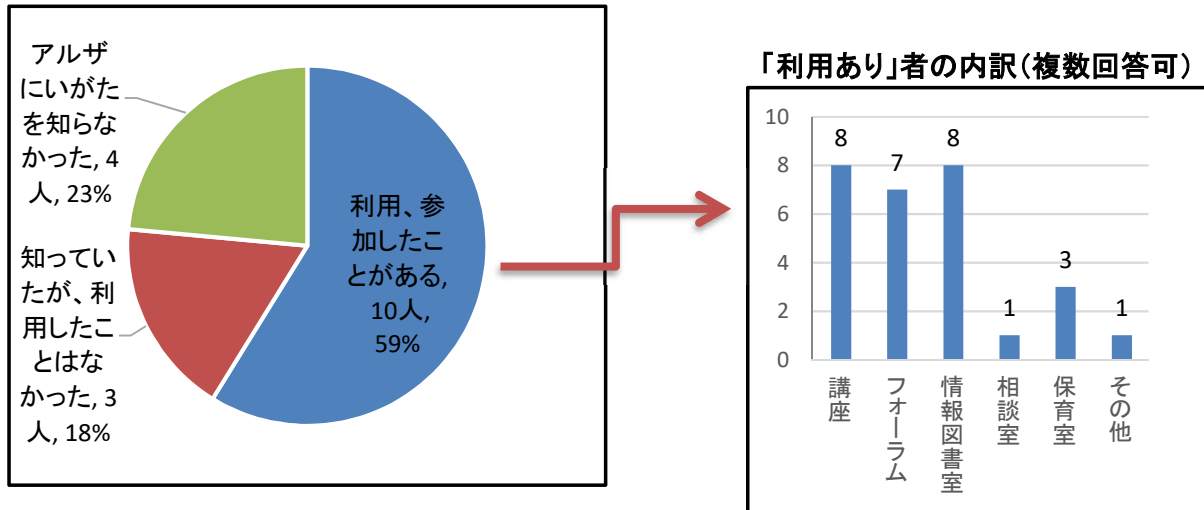 アルザ
にいがた
を知らな
かった, 4
人, 23%
知ってい
たが、利
用したこ
とはな
かった, 3
人, 18%
利用、参
加したこ
とがある,
10人,
59%
「利用あり」者の内訳(複数回答可)
10
8
6
4
2
0
8
7
8
1
3
1
講座
フォーラム
情報図書室
相談室
保育室
その他